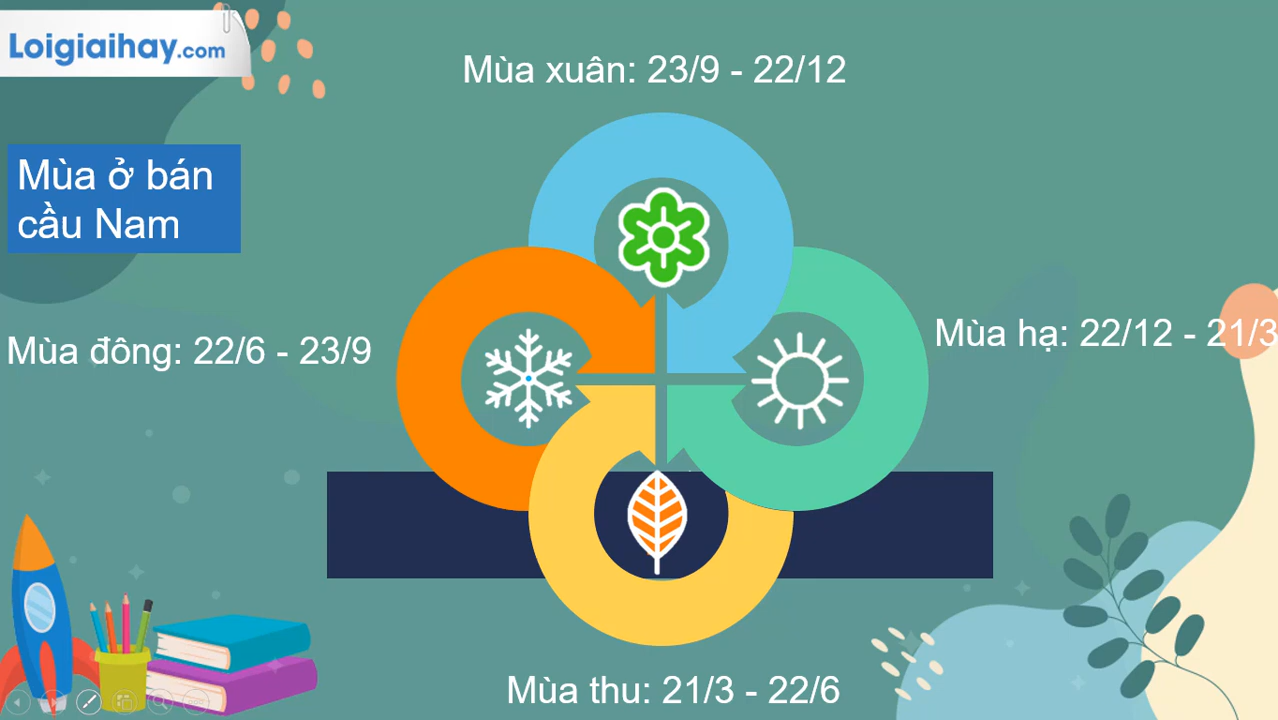 Loigiaihay.com
Mùa xuân: 23/9 - 22/12
Mùa ở bán
cầu Nam
Mùa đông: 22/6 - 23/9
Mùa hạ: 22/12 - 21/3
Mùa thu: 21/3 - 22/6